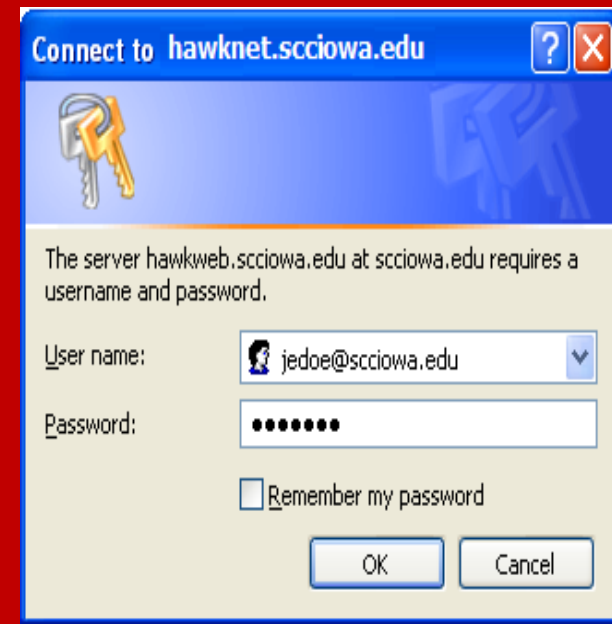 Connect to hawknet.scciowa.edu
The server hawkweb.scciowa.edu at scciowa.edu requires a
username and password.
User name: jedoe@scciowa.edu
Password: •••••••
Remember my password
OK Cancel